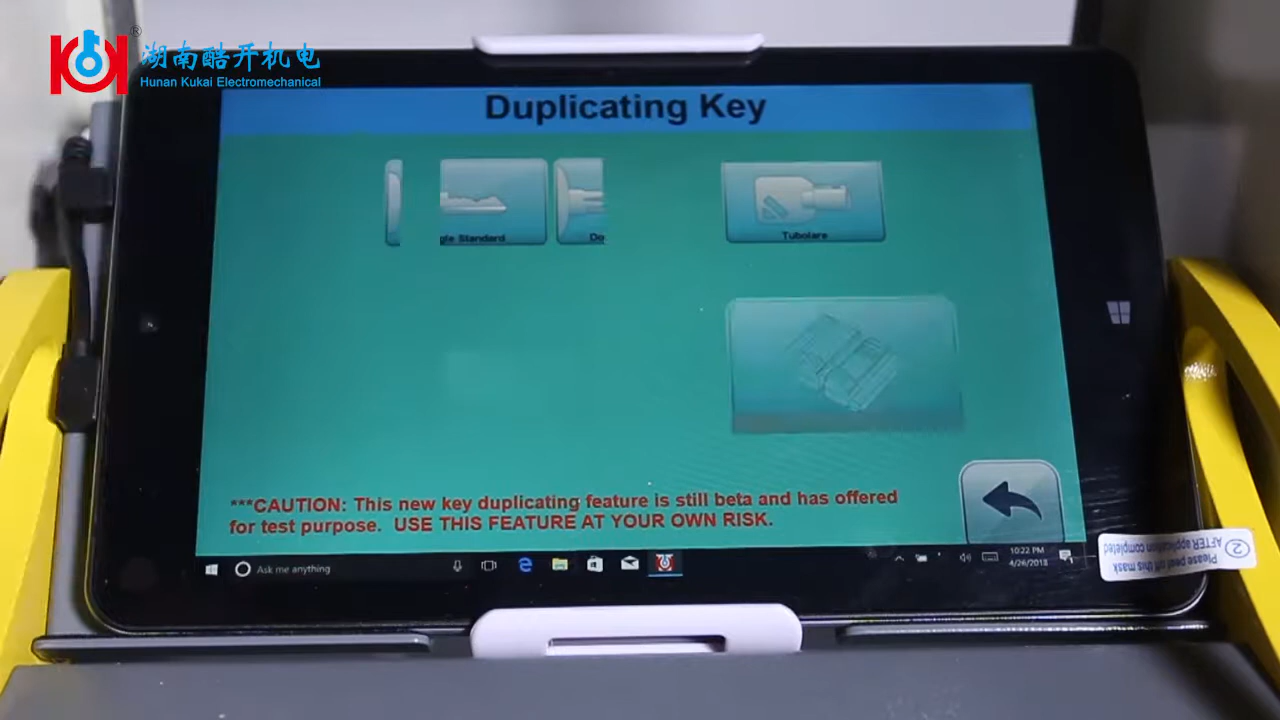 湖南酷开机电
Hunan Kukai Electromechanical
®
Duplicating Key
gle Standard
Do
Tubolare
***CAUTION: This new key duplicating feature is still beta and has offered
for test purpose. USE THIS FEATURE AT YOUR OWN RISK.
Ask me anything
10:22 PM
4/26/2018
Please peel off this mask
AFTER application completed
2